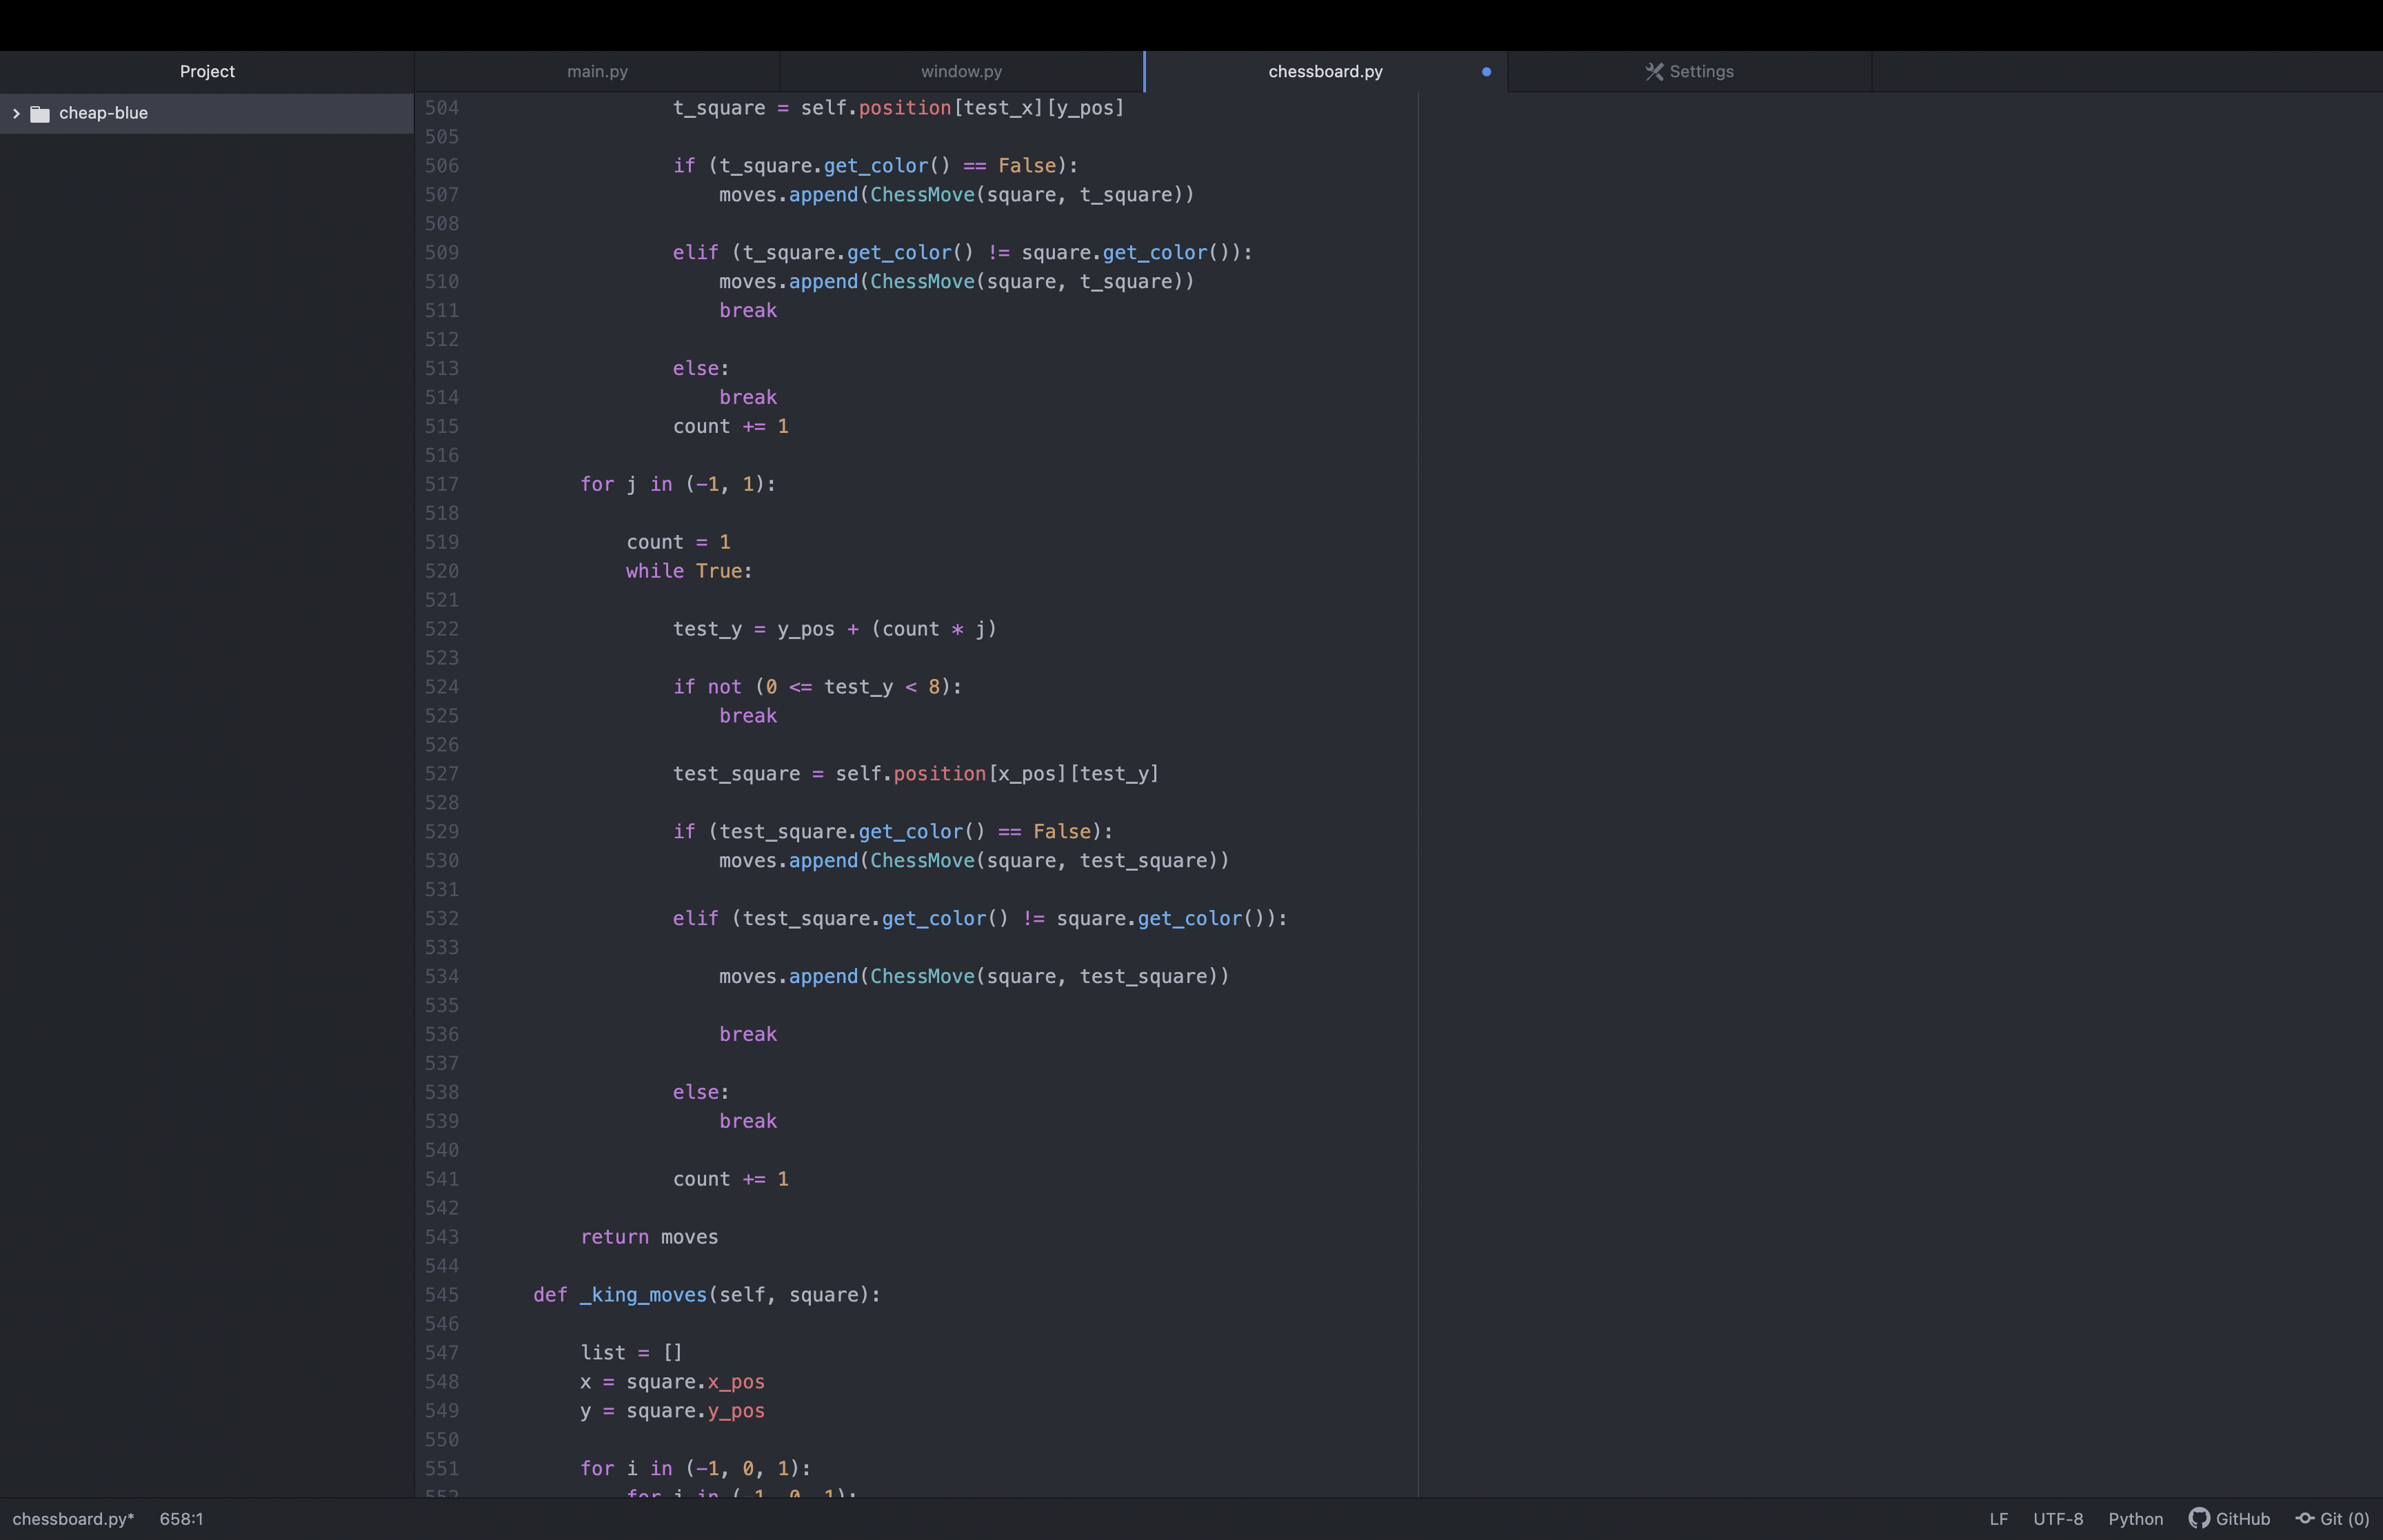 Project
main.py
window.py
chessboard.py
Settings
cheap-blue
504 t_square = self.position[test_x][y_pos]
505
506 if (t_square.get_color() == False):
507 moves.append(ChessMove(square, t_square))
508
509 elif (t_square.get_color() != square.get_color()):
510 moves.append(ChessMove(square, t_square))
511 break
512
513 else:
514 break
515 count += 1
516
517 for j in (-1, 1):
518
519 count = 1
520 while True:
521
522 test_y = y_pos + (count * j)
523
524 if not (0 <= test_y < 8):
525 break
526
527 test_square = self.position[x_pos][test_y]
528
529 if (test_square.get_color() == False):
530 moves.append(ChessMove(square, test_square))
531
532 elif (test_square.get_color() != square.get_color()):
533
534 moves.append(ChessMove(square, test_square))
535
536 break
537
538 else:
539 break
540
541 count += 1
542
543 return moves
544
545 def _king_moves(self, square):
546
547 list = []
548 x = square.x_pos
549 y = square.y_pos
550
551 for i in (-1, 0, 1):
552 for j in (-1, 0, 1):
chessboard.py* 658:1 LF UTF-8 Python GitHub Git (0)